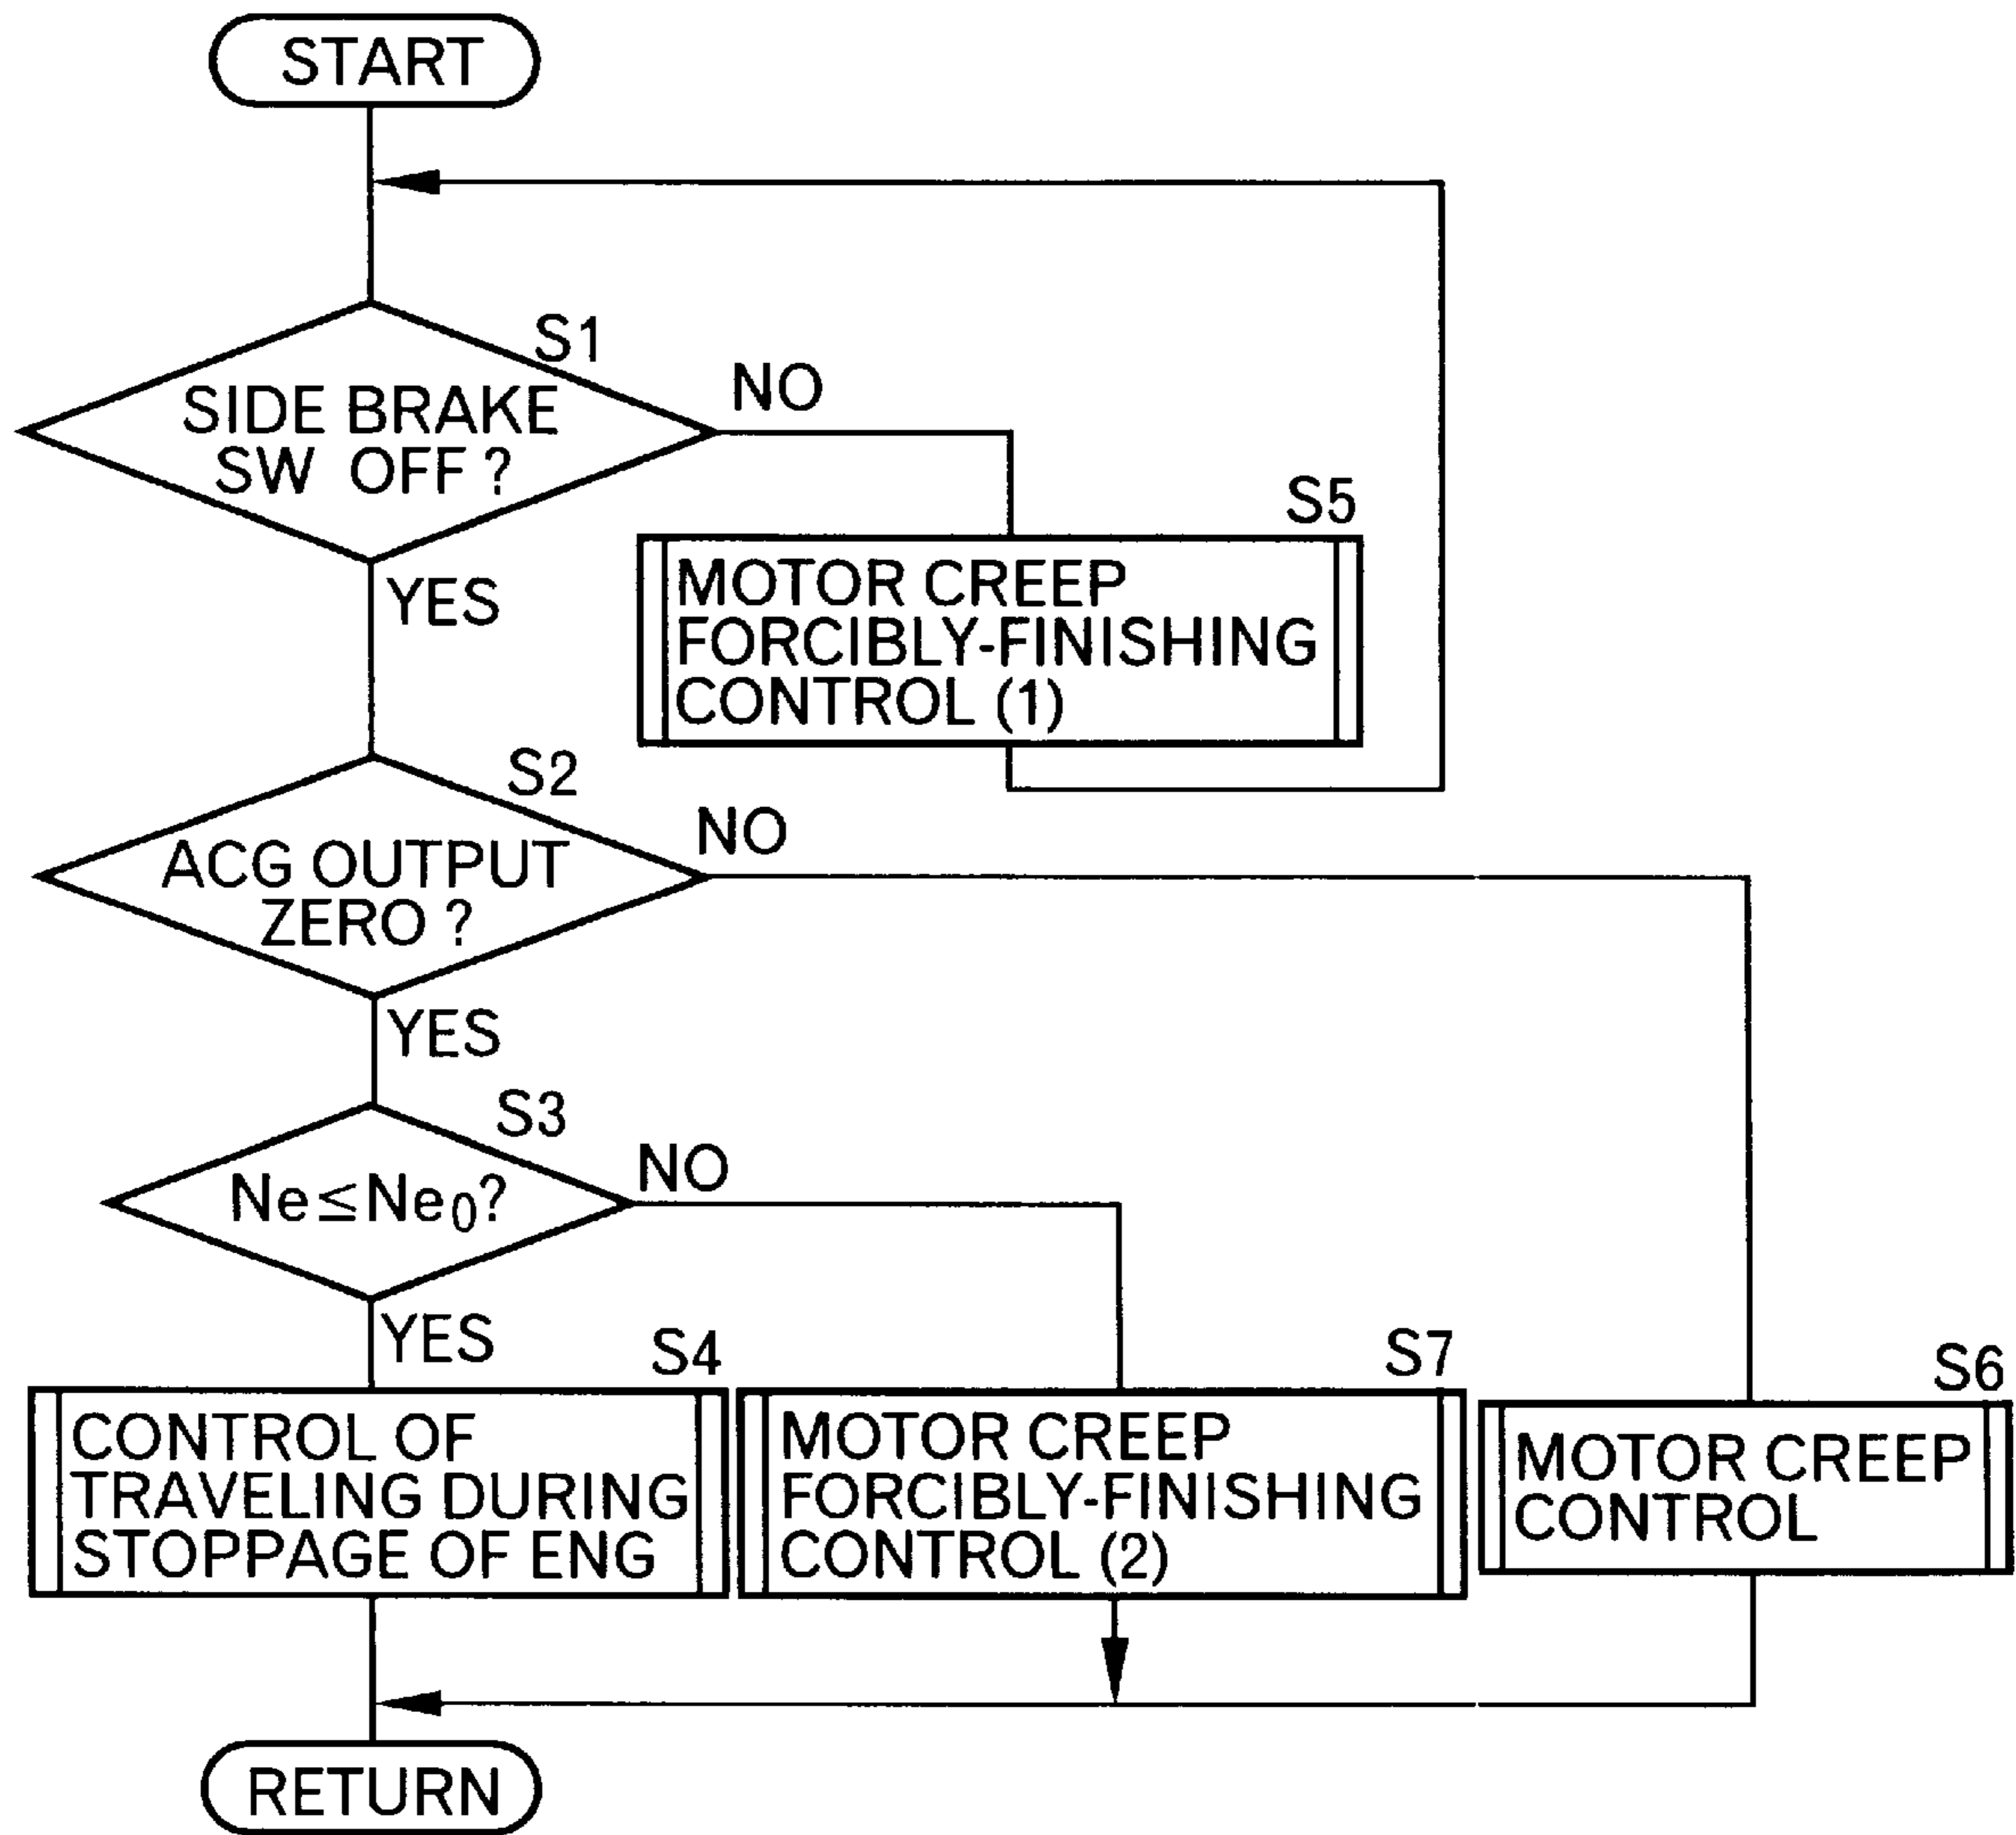 START
S1
SIDE BRAKE
SW OFF ?
NO
YES
S5
MOTOR CREEP
FORCIBLY-FINISHING
CONTROL (1)
S2
ACG OUTPUT
ZERO ?
NO
YES
S3
Ne≤Ne₀?
NO
YES
S4
CONTROL OF
TRAVELING DURING
STOPPAGE OF ENG
S7
MOTOR CREEP
FORCIBLY-FINISHING
CONTROL (2)
S6
MOTOR CREEP
CONTROL
RETURN